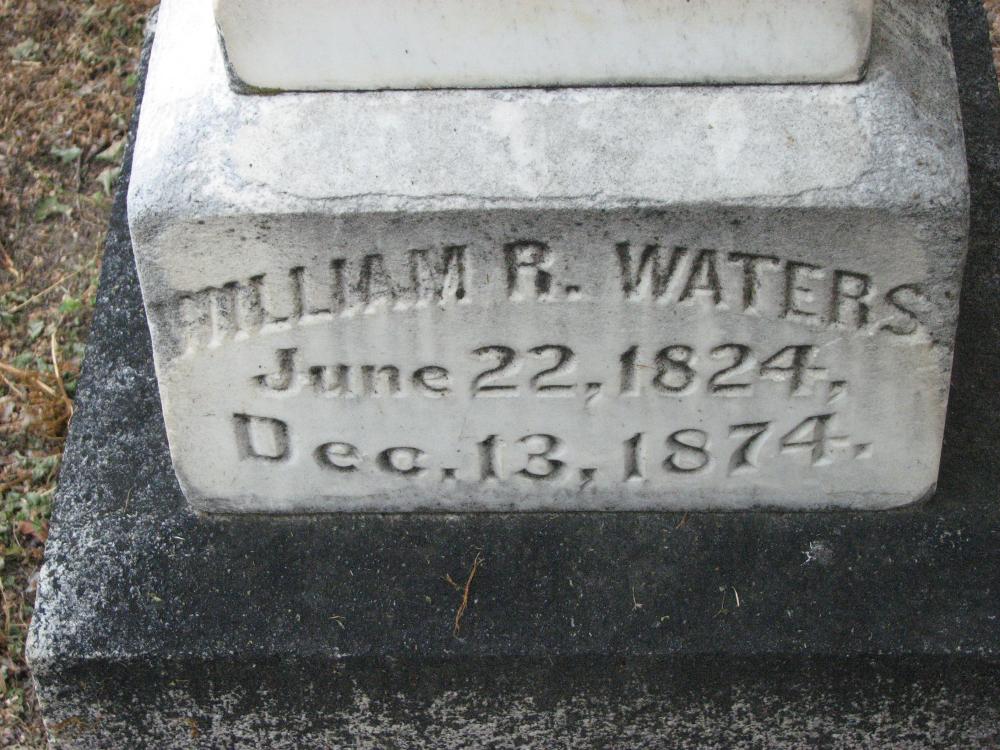 WILLIAM R. WATERS
June 22, 1824,
Dec. 13, 1874.